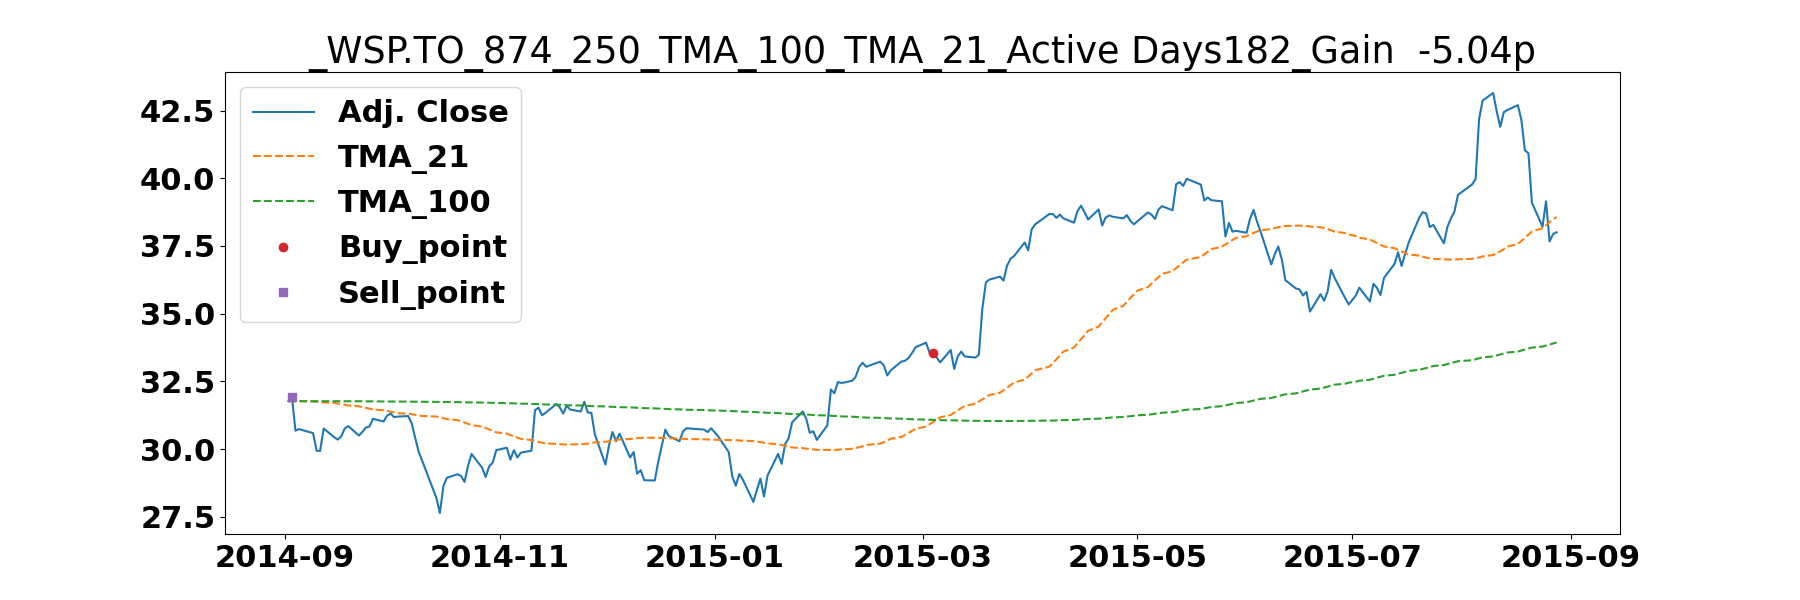 _WSP.TO_874_250_TMA_100_TMA_21_Active Days182_Gain  -5.04p
42.5
40.0
37.5
35.0
32.5
30.0
27.5
Adj. Close
TMA_21
TMA_100
Buy_point
Sell_point
2014-09 2014-11 2015-01 2015-03 2015-05 2015-07 2015-09